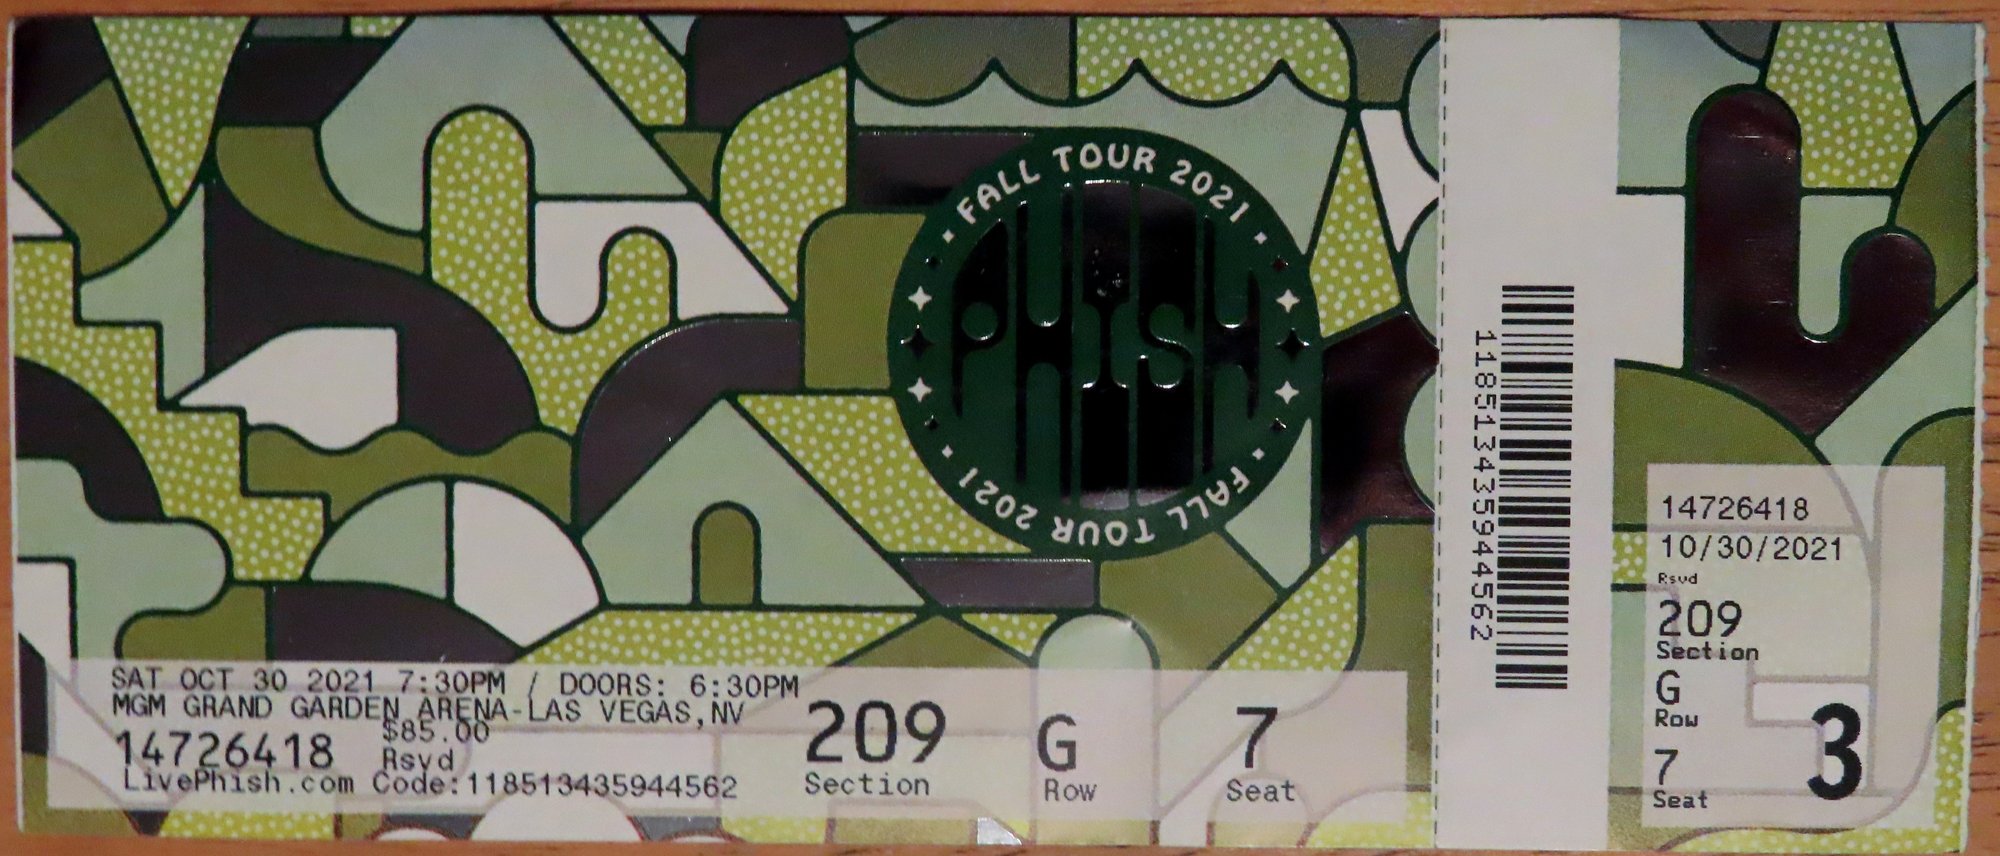 FALL TOUR 2021
PHISH
FALL TOUR 2021
SAT OCT 30 2021 7:30PM / DOORS: 6:30PM
MGM GRAND GARDEN ARENA-LAS VEGAS,NV
$85.00
14726418 Rsvd
LivePhish.com Code:118513435944562
209
Section
G
Row
7
Seat
118513435944562
14726418
10/30/2021
Rsvd
209
Section
G
Row
7
Seat
3